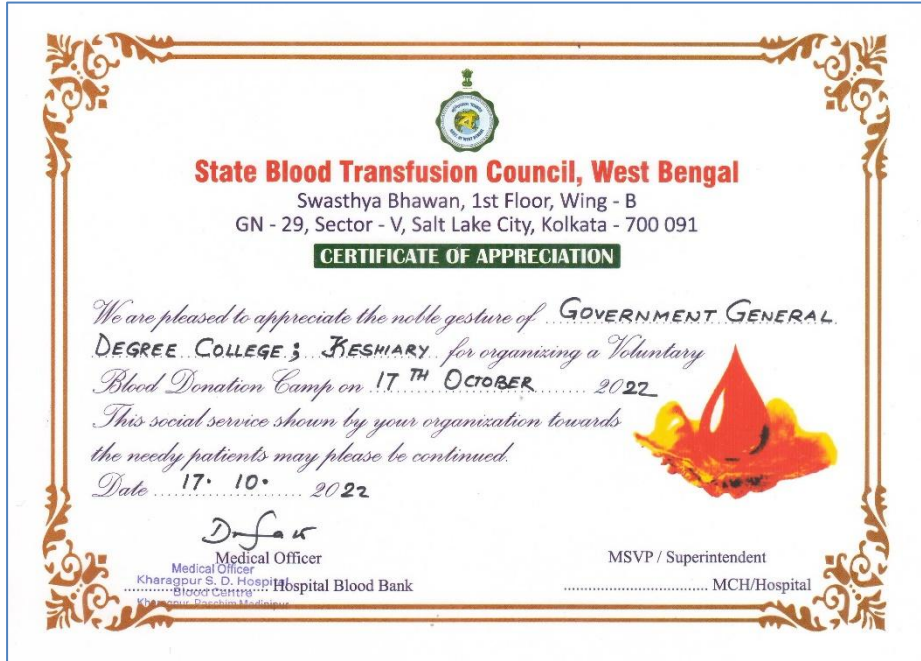 State Blood Transfusion Council, West Bengal
Swasthya Bhawan, 1st Floor, Wing - B
GN - 29, Sector - V, Salt Lake City, Kolkata - 700 091
CERTIFICATE OF APPRECIATION
We are pleased to appreciate the noble gesture of GOVERNMENT GENERAL
DEGREE COLLEGE; KESHIARY for organizing a Voluntary
Blood Donation Camp on 17TH OCTOBER 2022
This social service shown by your organization towards
the needy patients may please be continued.
Date 17. 10. 2022
Medical Officer
Medical Officer
Kharagpur S. D. Hospital
Hospital Blood Bank
Blood Centre
Kharagpur, Paschim Medinipur
MSVP / Superintendent
MCH/Hospital